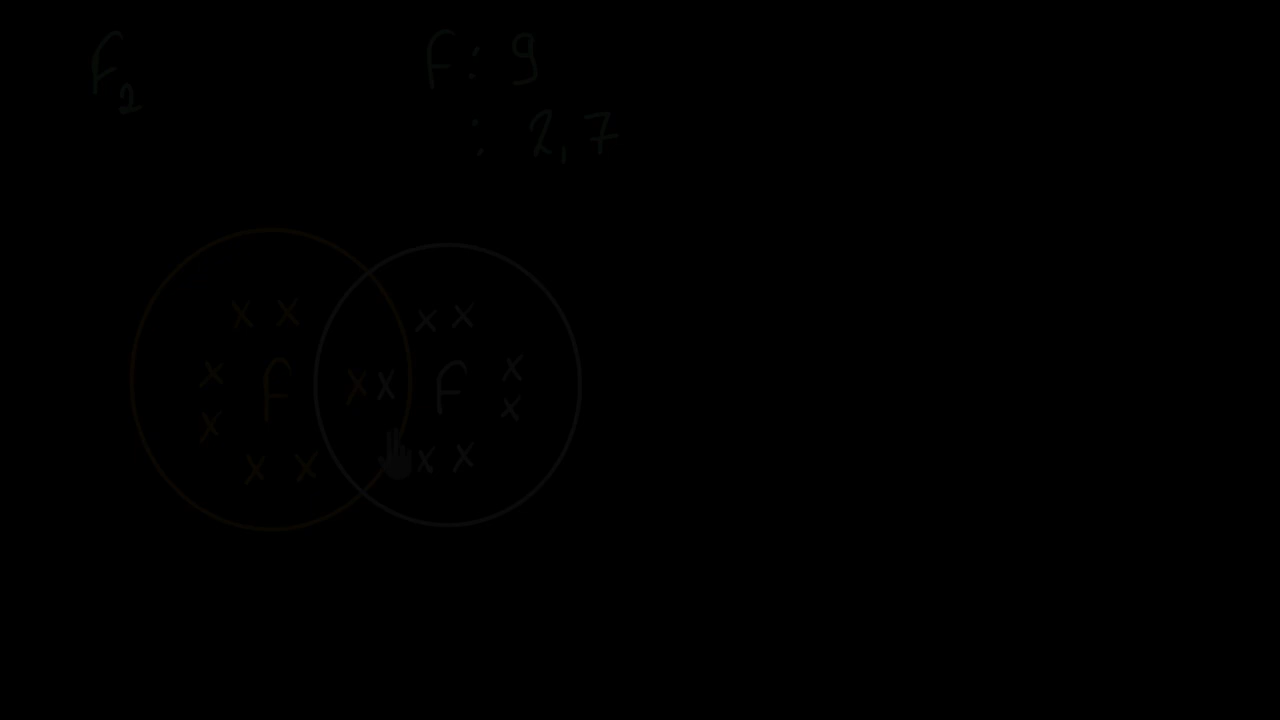 F₂
F : 9
: 2,7
x x x x
x F x x F x
x x
x x x x